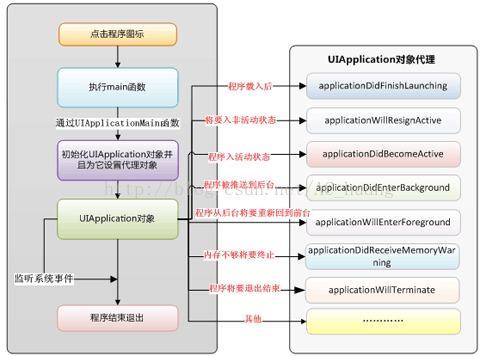 点击程序图标
执行main函数
通过UIApplicationMain函数
初始化UIApplication对象并
且为它设置代理对象
UIApplication对象
监听系统事件
程序结束退出
程序载入后
将要入非活动状态
程序入活动状态
程序被推送到后台
程序从后台将要重新回到前台
内存不够将要终止
程序将要退出结束
其他
UIApplication对象代理
applicationDidFinishLaunching
applicationWillResignActive
applicationDidBecomeActive
applicationDidEnterBackground
applicationWillEnterForeground
applicationDidReceiveMemoryWar
ning
applicationWillTerminate
…………